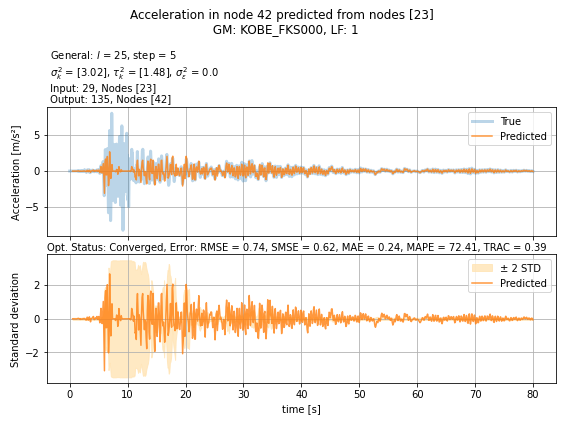 Acceleration in node 42 predicted from nodes [23]
GM: KOBE_FKS000, LF: 1
General: l = 25, step = 5
σ²ₖ = [3.02], τ²ₖ = [1.48], σ²ε = 0.0
Input: 29, Nodes [23]
Output: 135, Nodes [42]
Acceleration [m/s²]
5
0
−5
True
Predicted
Opt. Status: Converged, Error: RMSE = 0.74, SMSE = 0.62, MAE = 0.24, MAPE = 72.41, TRAC = 0.39
Standard deviation
2
0
−2
± 2 STD
Predicted
0 10 20 30 40 50 60 70 80
time [s]